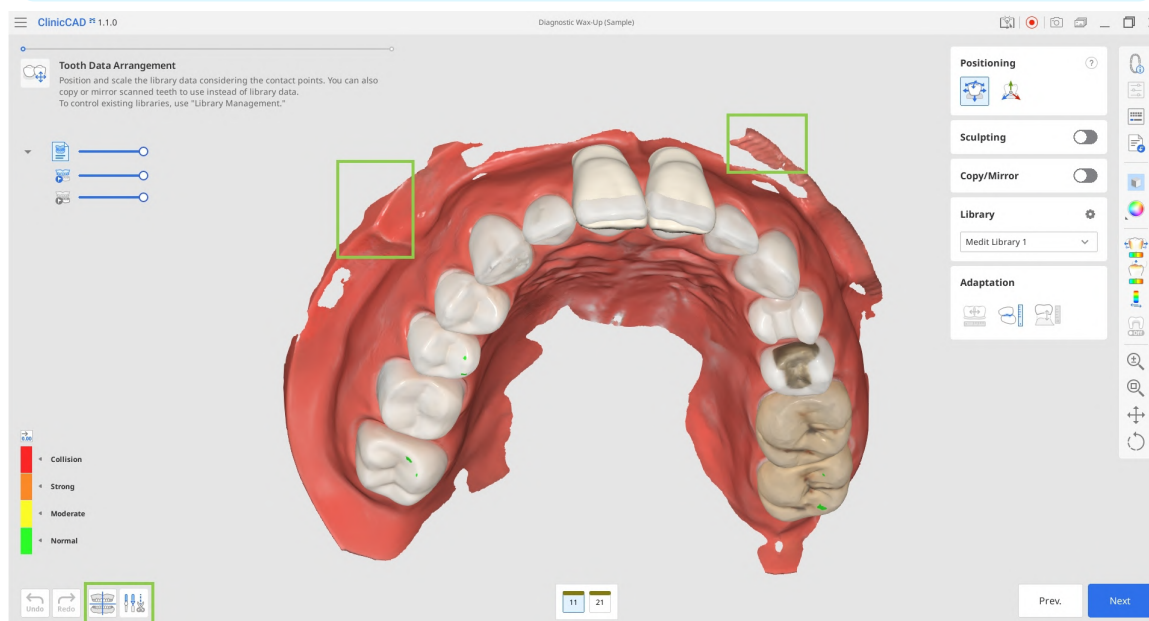 ClinicCAD 1.1.0
Diagnostic Wax-Up (Sample)
Tooth Data Arrangement
Position and scale the library data considering the contact points. You can also
copy or mirror scanned teeth to use instead of library data.
To control existing libraries, use "Library Management."
Positioning
Sculpting
Copy/Mirror
Library
Medit Library 1
Adaptation
0.00
Collision
Strong
Moderate
Normal
Undo
Redo
11
21
Prev.
Next